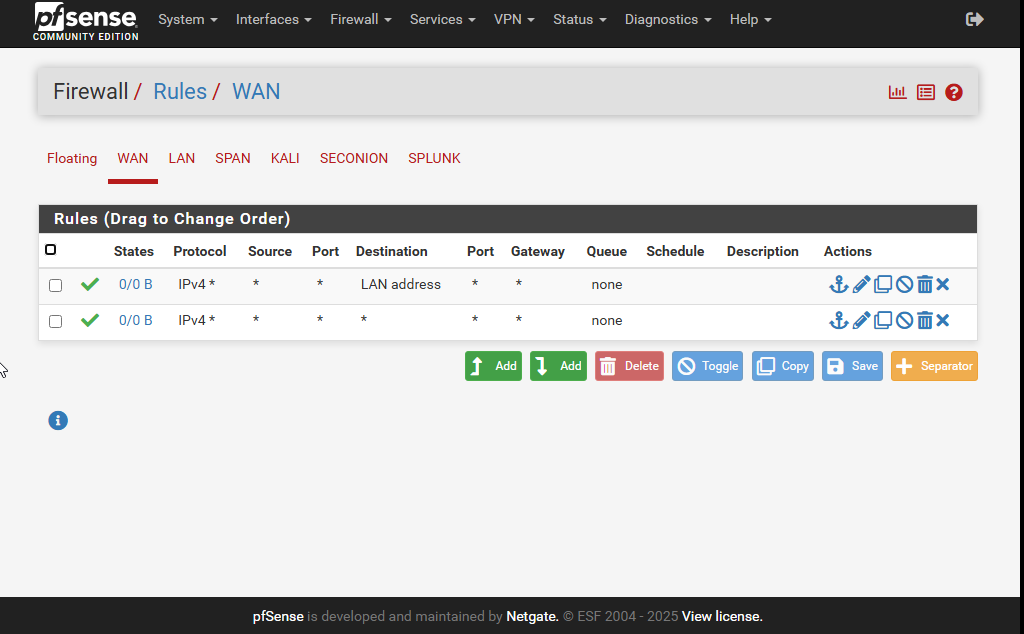 pfsense
COMMUNITY EDITION
System Interfaces Firewall Services VPN Status Diagnostics Help
Firewall / Rules / WAN
Floating WAN LAN SPAN KALI SECONION SPLUNK
Rules (Drag to Change Order)
States Protocol Source Port Destination Port Gateway Queue Schedule Description Actions
0/0 B IPv4 * * * LAN address * * none
0/0 B IPv4 * * * * * * none
Add Add Delete Toggle Copy Save Separator
pfSense is developed and maintained by Netgate. © ESF 2004 - 2025 View license.